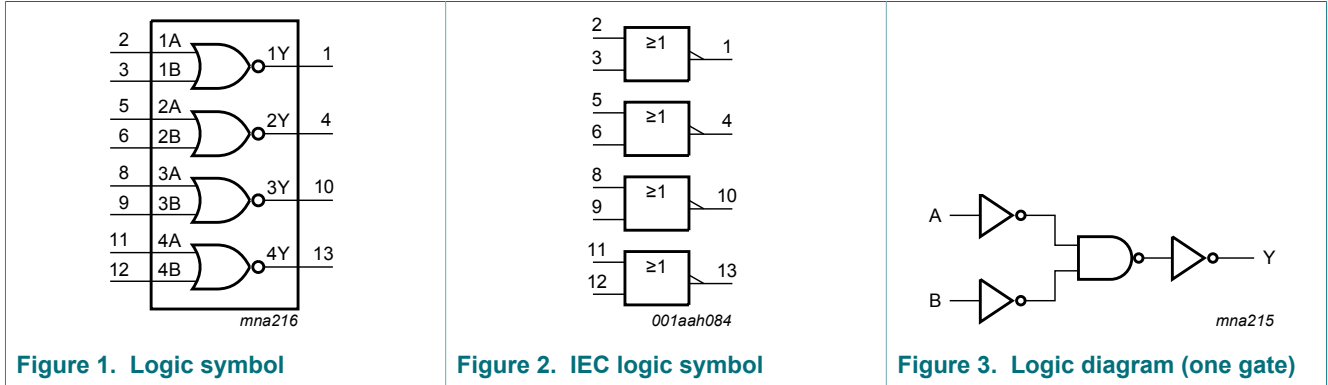 2 1A 1Y 1
3 1B
5 2A 2Y 4
6 2B
8 3A 3Y 10
9 3B
11 4A 4Y 13
12 4B
mna216
Figure 1. Logic symbol
2 ≥1 1
3
5 ≥1 4
6
8 ≥1 10
9
11 ≥1 13
12
001aah084
Figure 2. IEC logic symbol
A
B
Y
mna215
Figure 3. Logic diagram (one gate)